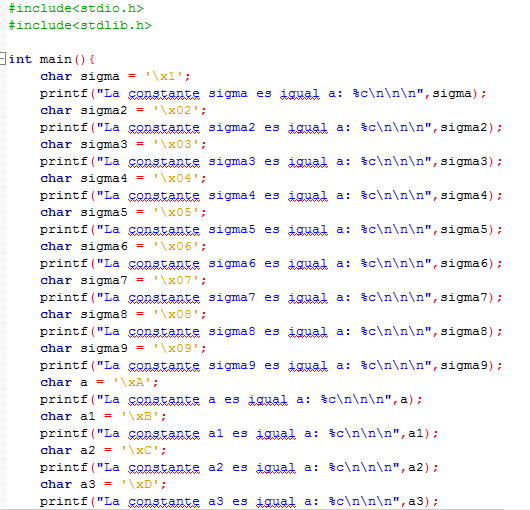 #include<stdio.h>
#include<stdlib.h>
int main(){
char sigma = '\x1';
printf("La constante sigma es igual a: %c\n\n\n",sigma);
char sigma2 = '\x02';
printf("La constante sigma2 es igual a: %c\n\n\n",sigma2);
char sigma3 = '\x03';
printf("La constante sigma3 es igual a: %c\n\n\n",sigma3);
char sigma4 = '\x04';
printf("La constante sigma4 es igual a: %c\n\n\n",sigma4);
char sigma5 = '\x05';
printf("La constante sigma5 es igual a: %c\n\n\n",sigma5);
char sigma6 = '\x06';
printf("La constante sigma6 es igual a: %c\n\n\n",sigma6);
char sigma7 = '\x07';
printf("La constante sigma7 es igual a: %c\n\n\n",sigma7);
char sigma8 = '\x08';
printf("La constante sigma8 es igual a: %c\n\n\n",sigma8);
char sigma9 = '\x09';
printf("La constante sigma9 es igual a: %c\n\n\n",sigma9);
char a = '\xA';
printf("La constante a es igual a: %c\n\n\n",a);
char a1 = '\xB';
printf("La constante a1 es igual a: %c\n\n\n",a1);
char a2 = '\xC';
printf("La constante a2 es igual a: %c\n\n\n",a2);
char a3 = '\xD';
printf("La constante a3 es igual a: %c\n\n\n",a3);